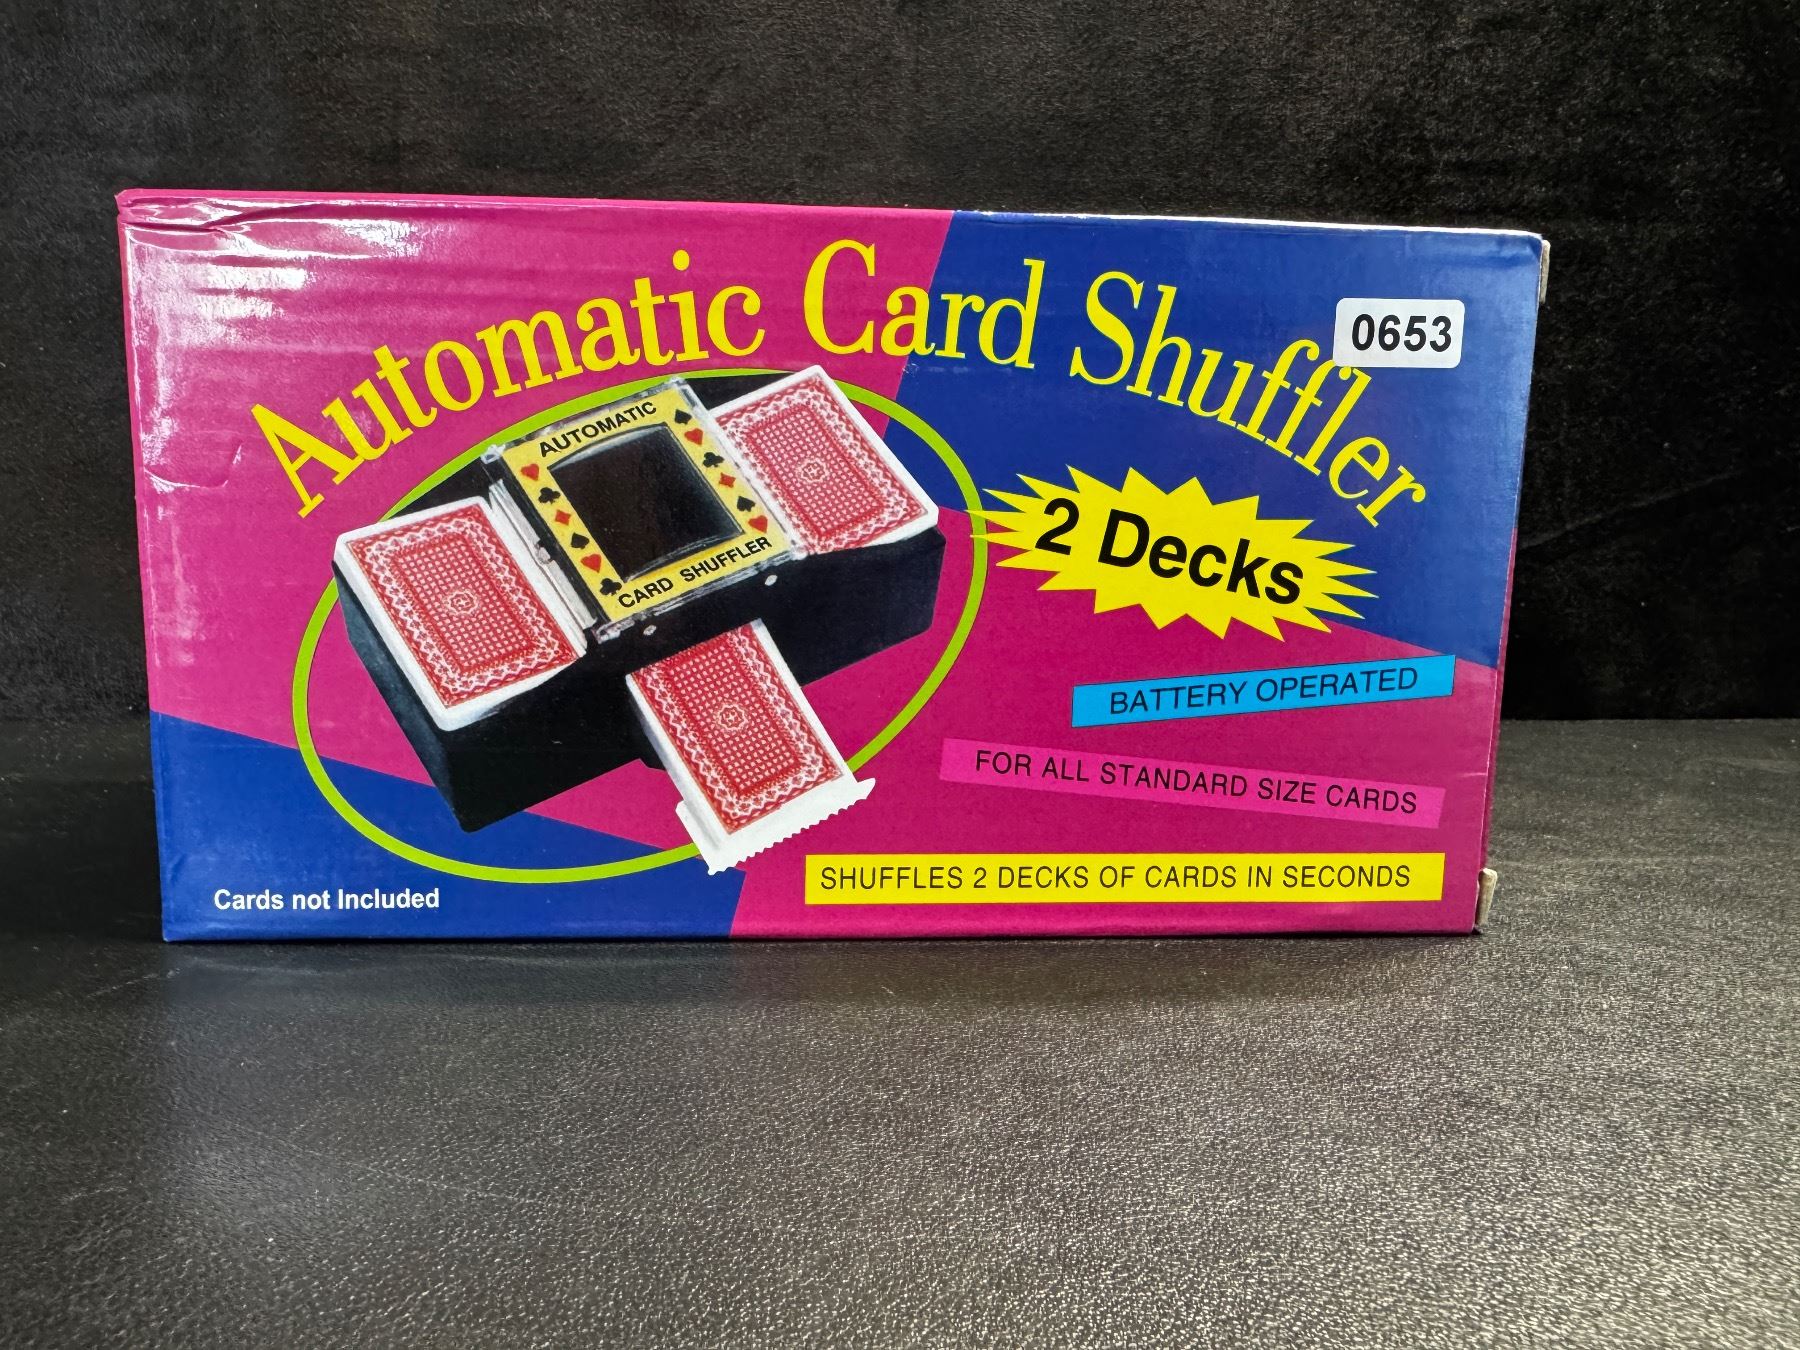 Automatic Card Shuffler
0653
AUTOMATIC
CARD SHUFFLER
2 Decks
BATTERY OPERATED
FOR ALL STANDARD SIZE CARDS
SHUFFLES 2 DECKS OF CARDS IN SECONDS
Cards not Included